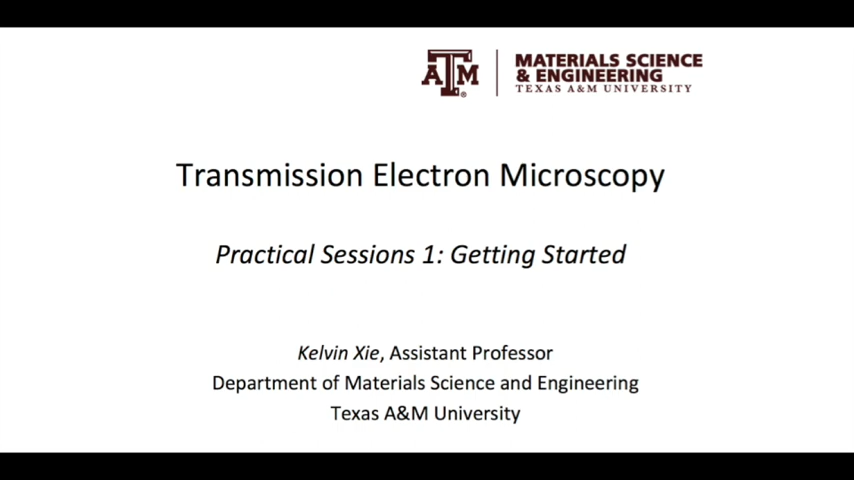 ATM®
MATERIALS SCIENCE
& ENGINEERING
TEXAS A&M UNIVERSITY
Transmission Electron Microscopy
Practical Sessions 1: Getting Started
Kelvin Xie, Assistant Professor
Department of Materials Science and Engineering
Texas A&M University